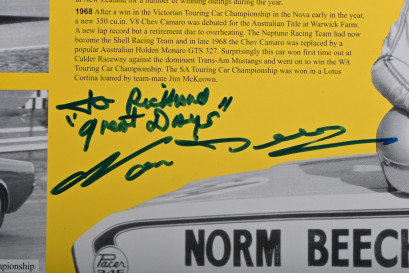 1968 After a win in the Victorian Touring Car Championship in the Nova early in the year,
a new 350 cu.in. V8 Chev Camaro was debuted for the Australian Title at Warwick Farm.
A new lap record but a retirement due to overheating. The Neptune Racing Team had now
become the Shell Racing Team and in late 1968 the Chev Camaro was replaced by a
popular Australian Holden Monaro GTS 327. Surprisingly this car won first time out at
Calder Raceway against the dominant Trans-Am Mustangs and went on to win the WA
Touring Car Championship. The SA Touring Car Championship was won in a Lotus
Cortina loaned by team-mate Jim McKeown.
To Richard
"Great Days"
NORM BEECH
Pacer
345